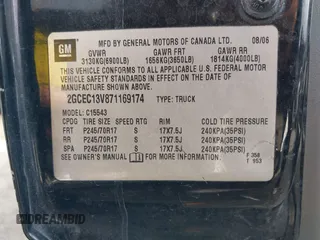 GM
MFD BY GENERAL MOTORS OF CANADA LTD. 08/06
GVWR GAWR FRT GAWR RR
3130KG(6900LB) 1656KG(3650LB) 1814KG(4000LB)
THIS VEHICLE CONFORMS TO ALL APPLICABLE U.S. FEDERAL MOTOR
VEHICLE SAFETY STANDARDS IN EFFECT ON THE DATE OF
MANUFACTURE SHOWN ABOVE.
2GCEC13V871169174 TYPE: TRUCK
MODEL: C15543
TIRE SIZE SPEED RTG RIM COLD TIRE PRESSURE
FRT P245/70R17 S 17X7.5J 240KPA(35PSI)
RR P245/70R17 S 17X7.5J 240KPA(35PSI)
SPA P245/70R17 S 17X7.5J 240KPA(35PSI)
SEE OWNER'S MANUAL FOR MORE INFORMATION.
F 358
T 953
© DREAMBID